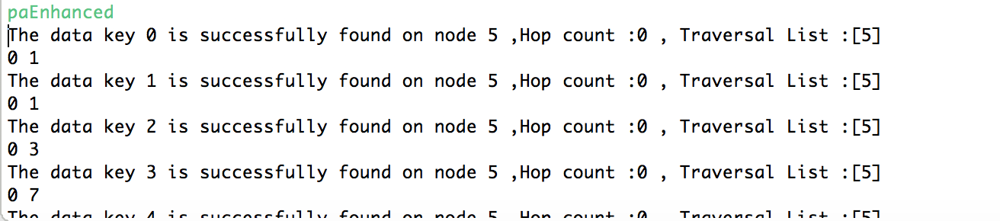 paEnhanced
The data key 0 is successfully found on node 5 ,Hop count :0 , Traversal List :[5]
0 1
The data key 1 is successfully found on node 5 ,Hop count :0 , Traversal List :[5]
0 1
The data key 2 is successfully found on node 5 ,Hop count :0 , Traversal List :[5]
0 3
The data key 3 is successfully found on node 5 ,Hop count :0 , Traversal List :[5]
0 7
The data key 4 is successfully found on node 5 ,Hop count :0 , Traversal List :[5]